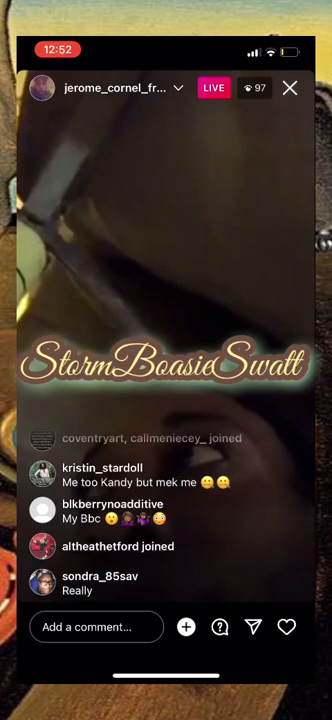 12:52
jerome_cornel_fr...
LIVE
97
StormBoasieSwatt
coventryart, callmeniecey_ joined
kristin_stardoll
Me too Kandy but mek me 🥲🥲
blkberrynoadditive
My Bbc 😮🤷🏾‍♀️🤷🏾‍♀️😳
altheathetford joined
sondra_85sav
Really
Add a comment...